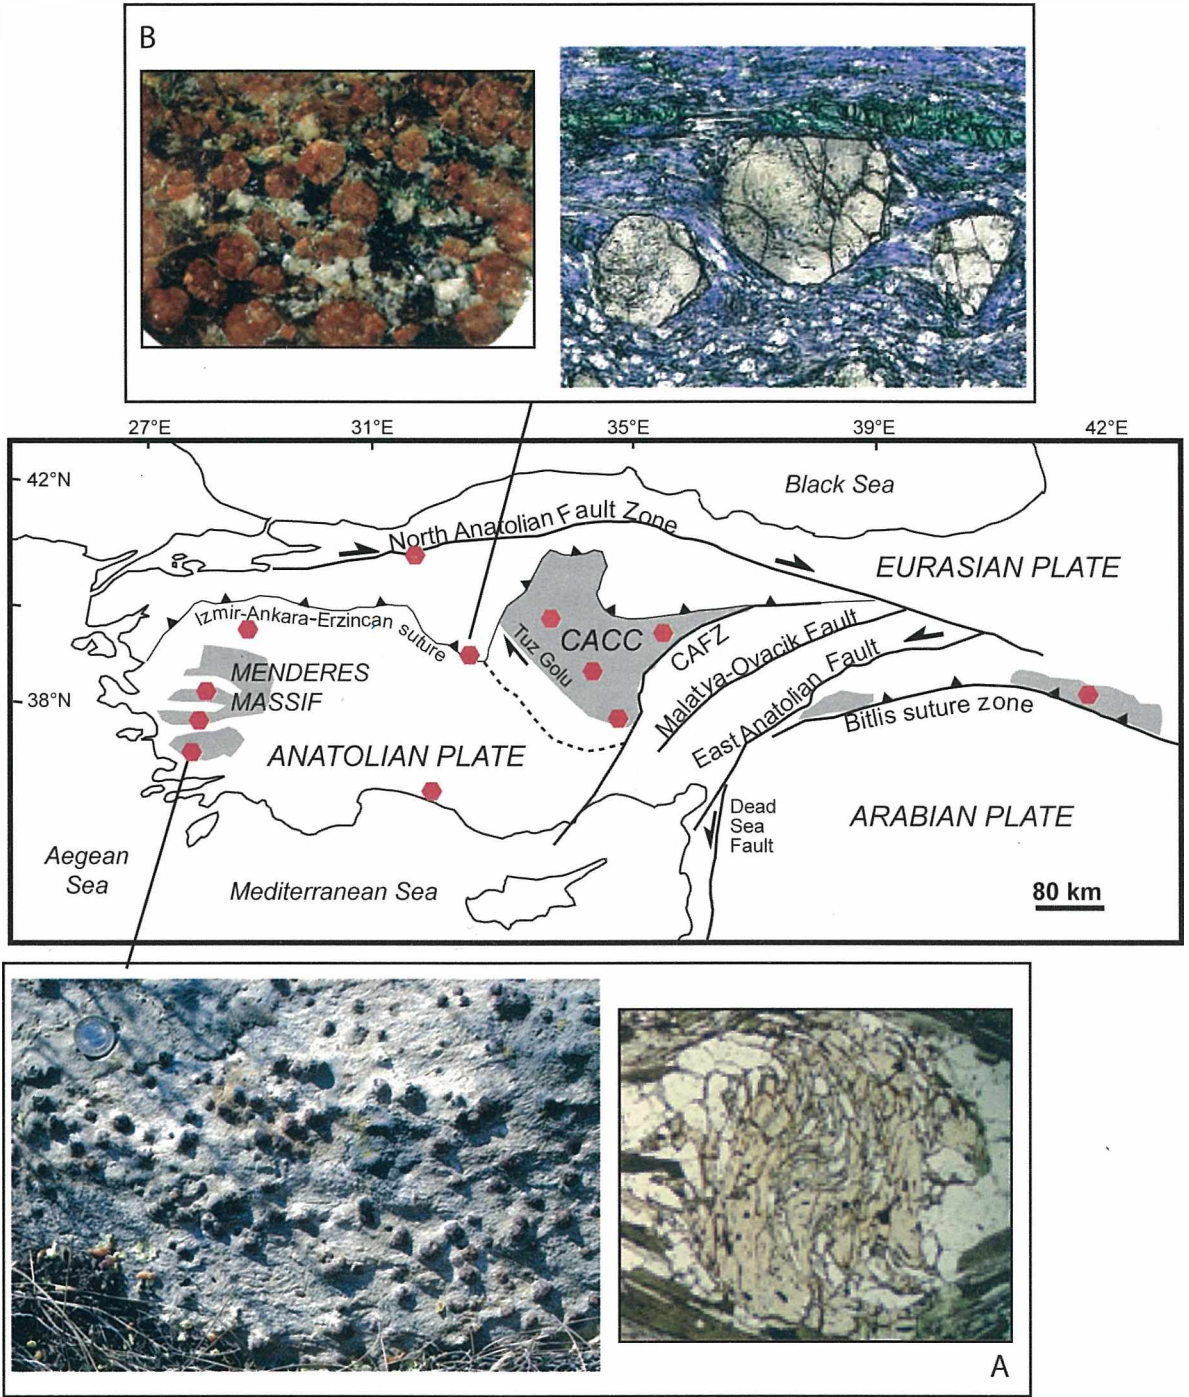 B
27°E
31°E
35°E
39°E
42°E
42°N
Black Sea
North Anatolian Fault Zone
EURASIAN PLATE
Izmir-Ankara-Erzincan suture
Tuz Golu
CACC
CAFZ
Malatya-Ovacik Fault
MENDERES
MASSIF
38°N
East Anatolian Fault
Bitlis suture zone
ANATOLIAN PLATE
Dead
Sea
Fault
ARABIAN PLATE
Aegean
Sea
Mediterranean Sea
80 km
A